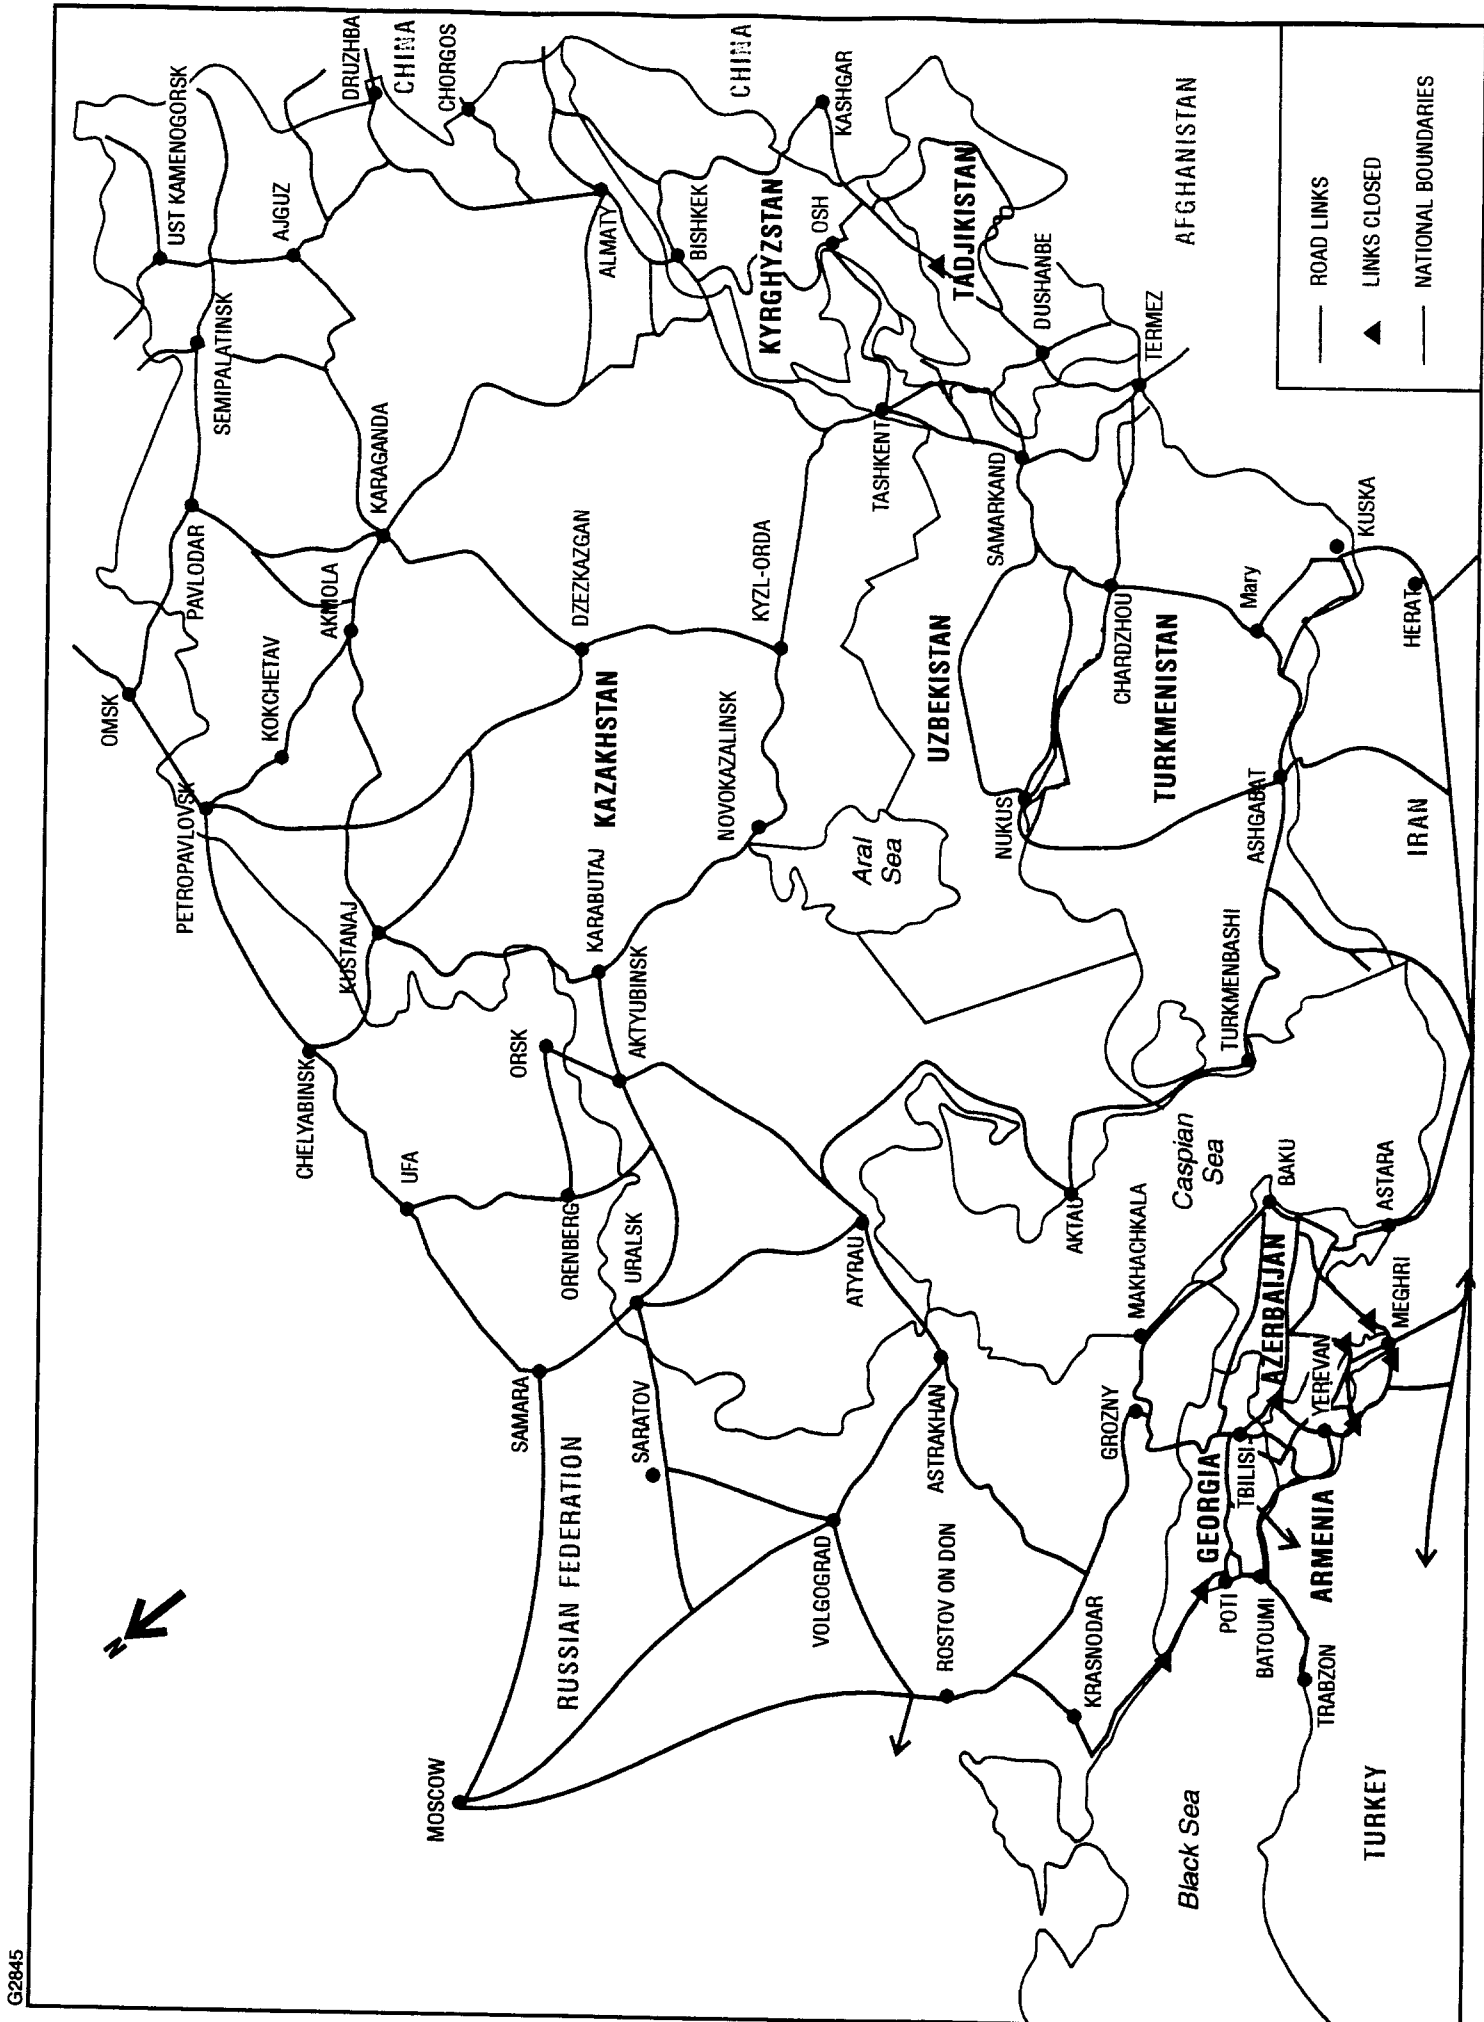 G2845
MOSCOW
RUSSIAN FEDERATION
SAMARA
SARATOV
VOLGOGRAD
ROSTOV ON DON
KRASNODAR
Black Sea
TURKEY
TRABZON
BATOUMI
POTI
GEORGIA
TBILISI
ARMENIA
YEREVAN
AZERBAIJAN
MEGHRI
ASTARA
BAKU
GROZNY
MAKHACHKALA
ASTRAKHAN
Caspian
Sea
ATYRAU
AKTAU
URALSK
ORENBERG
UFA
CHELYABINSK
ORSK
AKTYUBINSK
KARABUTAJ
KUSTANAJ
PETROPAVLOVSK
OMSK
KOKCHETAV
AKMOLA
PAVLODAR
KARAGANDA
SEMIPALATINSK
UST KAMENOGORSK
AJGUZ
DRUZHBA
CHINA
CHORGOS
ALMATY
BISHKEK
KYRGHYZSTAN
CHINA
KASHGAR
OSH
TADJIKISTAN
DUSHANBE
TERMEZ
AFGHANISTAN
KAZAKHSTAN
DZEZKAZGAN
KYZL-ORDA
NOVOKAZALINSK
Aral
Sea
TASHKENT
SAMARKAND
UZBEKISTAN
NUKUS
CHARDZHOU
TURKMENISTAN
Mary
KUSKA
HERAT
ASHGABAT
TURKMENBASHI
IRAN
N
ROAD LINKS
LINKS CLOSED
NATIONAL BOUNDARIES